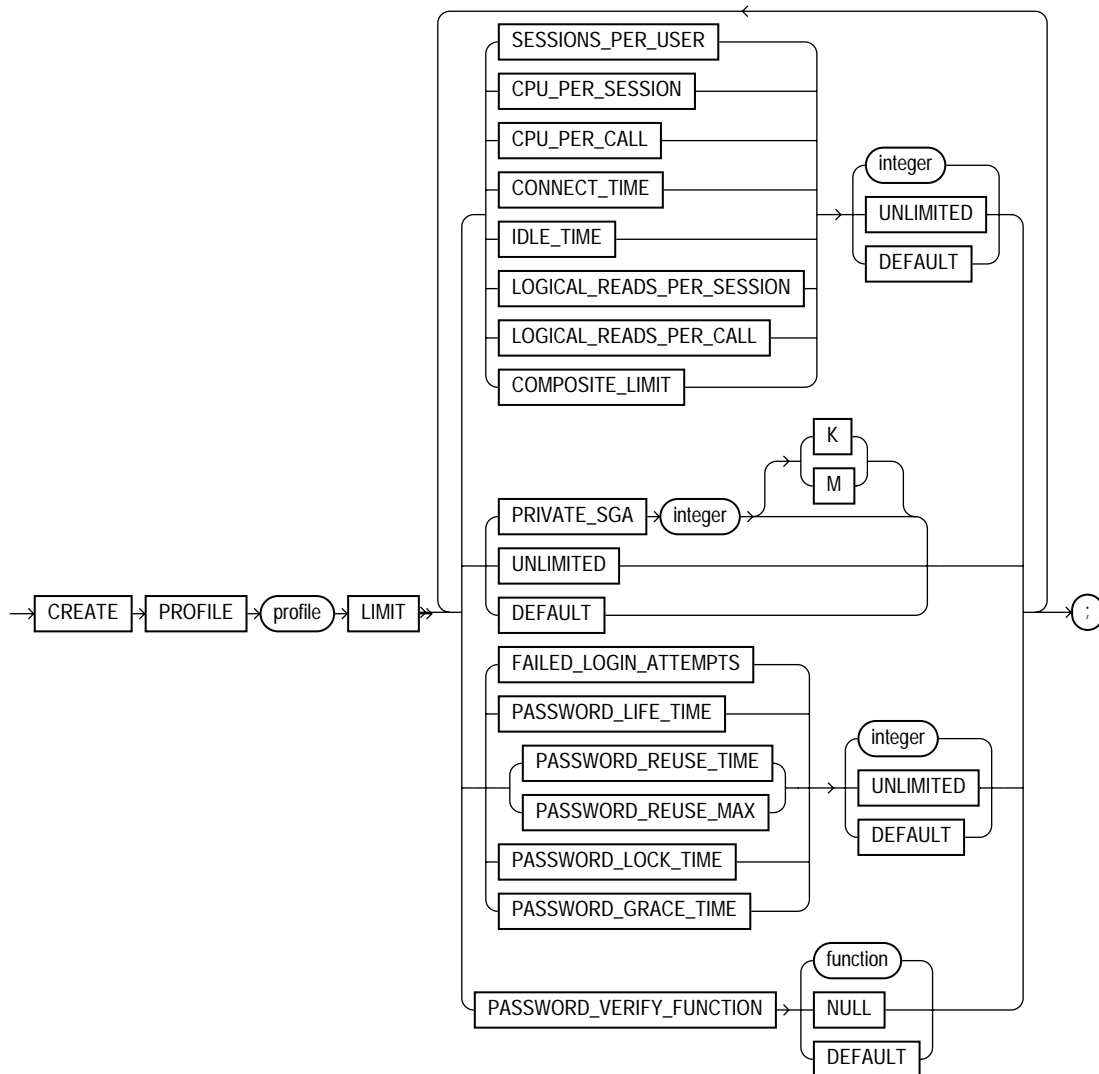 SESSIONS_PER_USER
CPU_PER_SESSION
CPU_PER_CALL
CONNECT_TIME
IDLE_TIME
LOGICAL_READS_PER_SESSION
LOGICAL_READS_PER_CALL
COMPOSITE_LIMIT
integer
UNLIMITED
DEFAULT
K
M
PRIVATE_SGA integer
UNLIMITED
DEFAULT
CREATE PROFILE profile LIMIT ;
FAILED_LOGIN_ATTEMPTS
PASSWORD_LIFE_TIME
PASSWORD_REUSE_TIME
PASSWORD_REUSE_MAX
PASSWORD_LOCK_TIME
PASSWORD_GRACE_TIME
integer
UNLIMITED
DEFAULT
PASSWORD_VERIFY_FUNCTION
function
NULL
DEFAULT